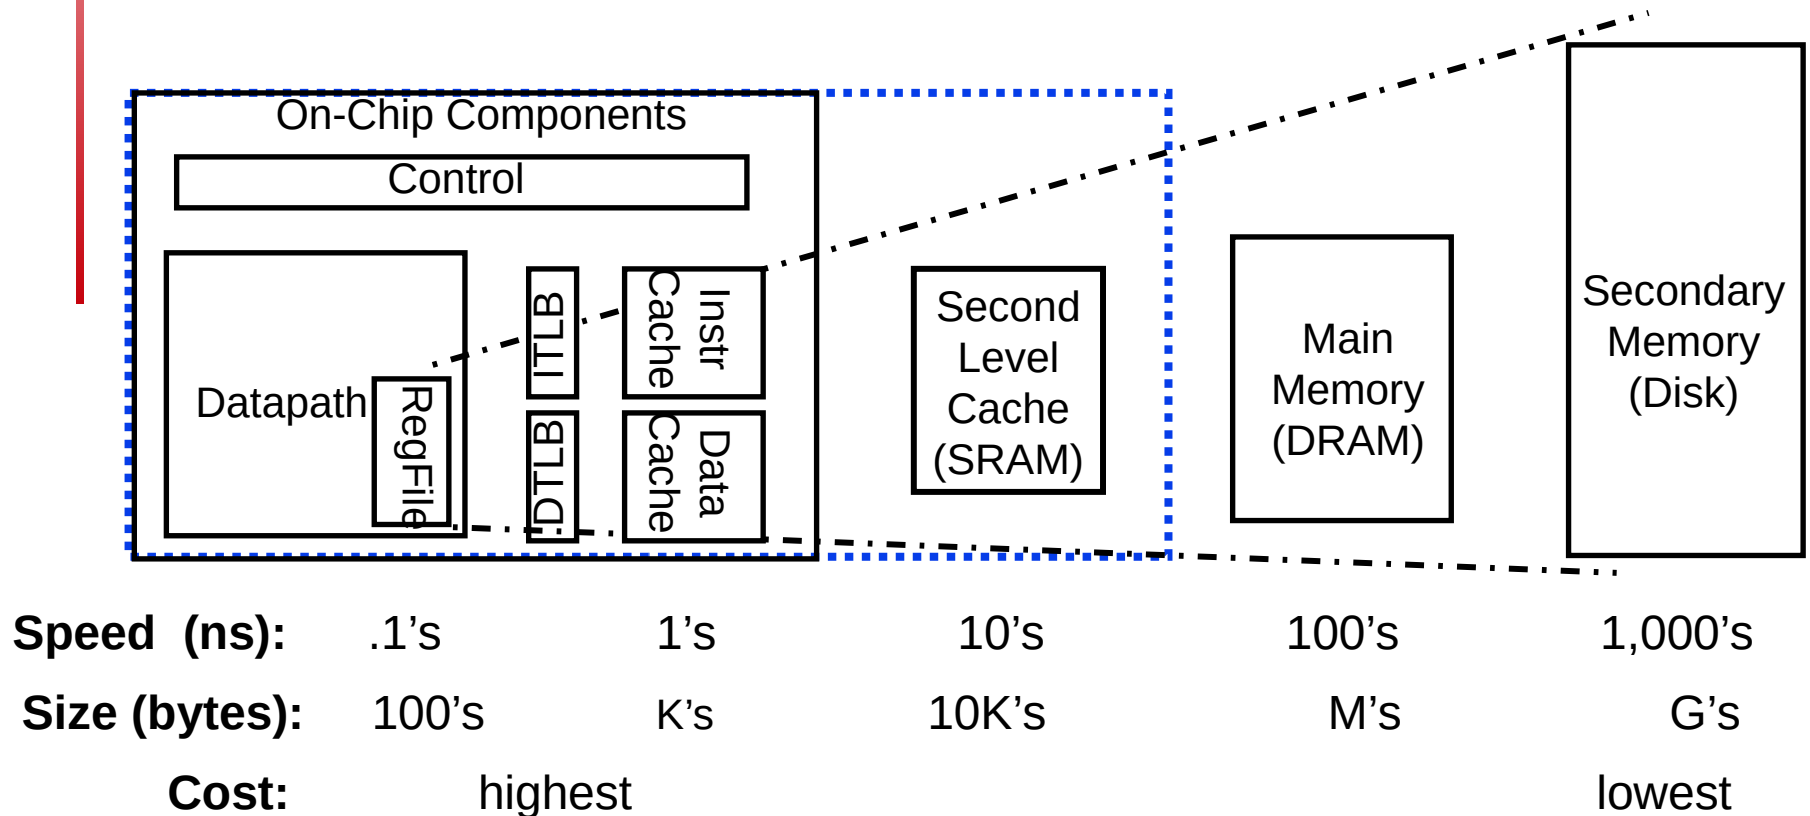 On-Chip Components
Control
Datapath
RegFile
ITLB
DTLB
Instr
Cache
Data
Cache
Second
Level
Cache
(SRAM)
Main
Memory
(DRAM)
Secondary
Memory
(Disk)
Speed (ns): .1’s 1’s 10’s 100’s 1,000’s
Size (bytes): 100’s K’s 10K’s M’s G’s
Cost: highest lowest